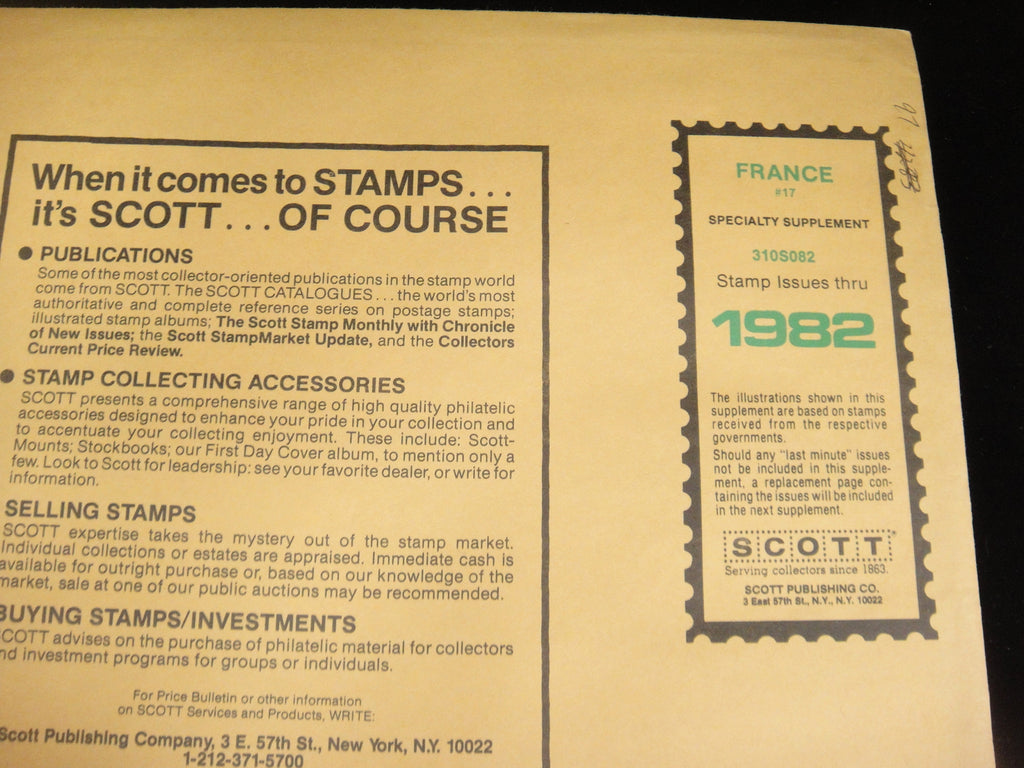 When it comes to STAMPS...
it's SCOTT...OF COURSE
● PUBLICATIONS
Some of the most collector-oriented publications in the stamp world
come from SCOTT. The SCOTT CATALOGUES...the world's most
authoritative and complete reference series on postage stamps;
illustrated stamp albums; The Scott Stamp Monthly with Chronicle
of New Issues; the Scott StampMarket Update, and the Collectors
Current Price Review.
● STAMP COLLECTING ACCESSORIES
SCOTT presents a comprehensive range of high quality philatelic
accessories designed to enhance your pride in your collection and
to accentuate your collecting enjoyment. These include: Scott-
Mounts; Stockbooks; our First Day Cover album, to mention only a
few. Look to Scott for leadership: see your favorite dealer, or write for
information.
SELLING STAMPS
SCOTT expertise takes the mystery out of the stamp market.
Individual collections or estates are appraised. Immediate cash is
available for outright purchase or, based on our knowledge of the
market, sale at one of our public auctions may be recommended.
BUYING STAMPS/INVESTMENTS
SCOTT advises on the purchase of philatelic material for collectors
and investment programs for groups or individuals.
For Price Bulletin or other information
on SCOTT Services and Products, WRITE:
Scott Publishing Company, 3 E. 57th St., New York, N.Y. 10022
1-212-371-5700
FRANCE
#17
SPECIALTY SUPPLEMENT
310S082
Stamp Issues thru
1982
The illustrations shown in this
supplement are based on stamps
received from the respective
governments.
Should any "last minute" issues
not be included in this supple-
ment, a replacement page con-
taining the issues will be included
in the next supplement.
SCOTT
Serving collectors since 1863.
SCOTT PUBLISHING CO.
3 East 57th St., N.Y., N.Y. 10022